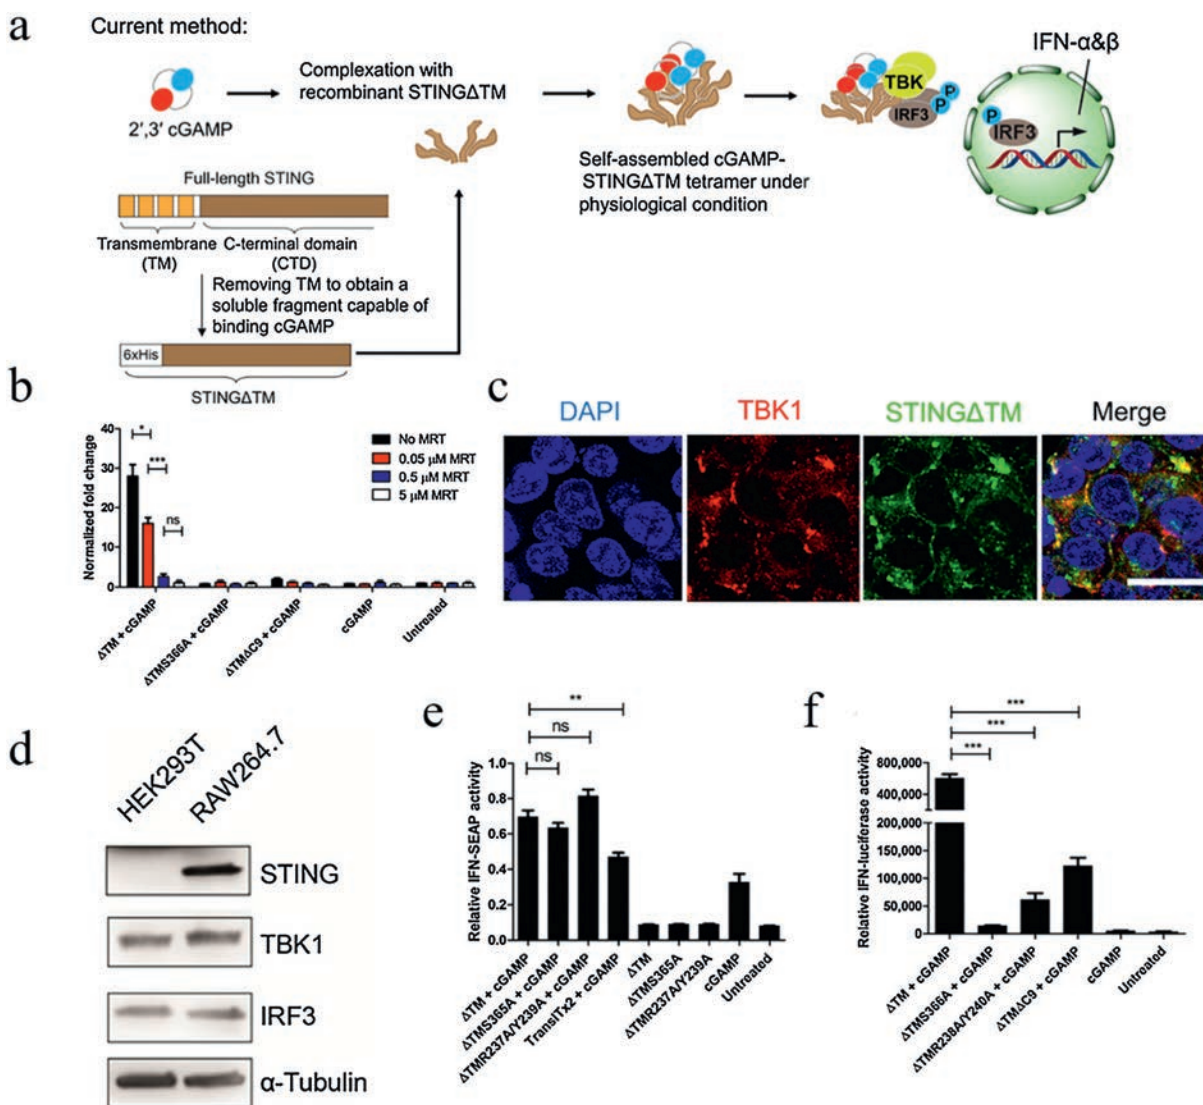 a
Current method:
2′,3′ cGAMP
Complexation with
recombinant STINGΔTM
Self-assembled cGAMP-
STINGΔTM tetramer under
physiological condition
TBK
IRF3
P
P
IFN-α&β
P
IRF3
Full-length STING
Transmembrane
(TM)
C-terminal domain
(CTD)
Removing TM to obtain a
soluble fragment capable of
binding cGAMP
6xHis
STINGΔTM
b
Normalized fold change
40
30
20
10
0
*
***
ns
No MRT
0.05 μM MRT
0.5 μM MRT
5 μM MRT
ΔTM + cGAMP
ΔTMS366A + cGAMP
ΔTMΔC9 + cGAMP
cGAMP
Untreated
c
DAPI
TBK1
STINGΔTM
Merge
d
HEK293T
RAW264.7
STING
TBK1
IRF3
α-Tubulin
e
Relative IFN-SEAP activity
1.0
0.8
0.6
0.4
0.2
0.0
**
ns
ns
ΔTM + cGAMP
ΔTMS365A + cGAMP
ΔTMR237A/Y239A + cGAMP
TransITx2 + cGAMP
ΔTM
ΔTMS365A
ΔTMR237A/Y239A
cGAMP
Untreated
f
Relative IFN-luciferase activity
800,000
400,000
200,000
150,000
100,000
50,000
0
***
***
***
ΔTM + cGAMP
ΔTMS366A + cGAMP
ΔTMR238A/Y240A + cGAMP
ΔTMΔC9 + cGAMP
cGAMP
Untreated